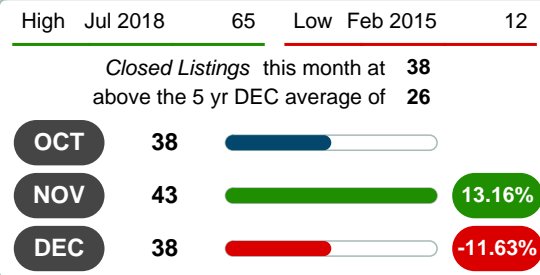 High Jul 2018 65 Low Feb 2015 12
Closed Listings this month at 38
above the 5 yr DEC average of 26
OCT 38
NOV 43 13.16%
DEC 38 -11.63%